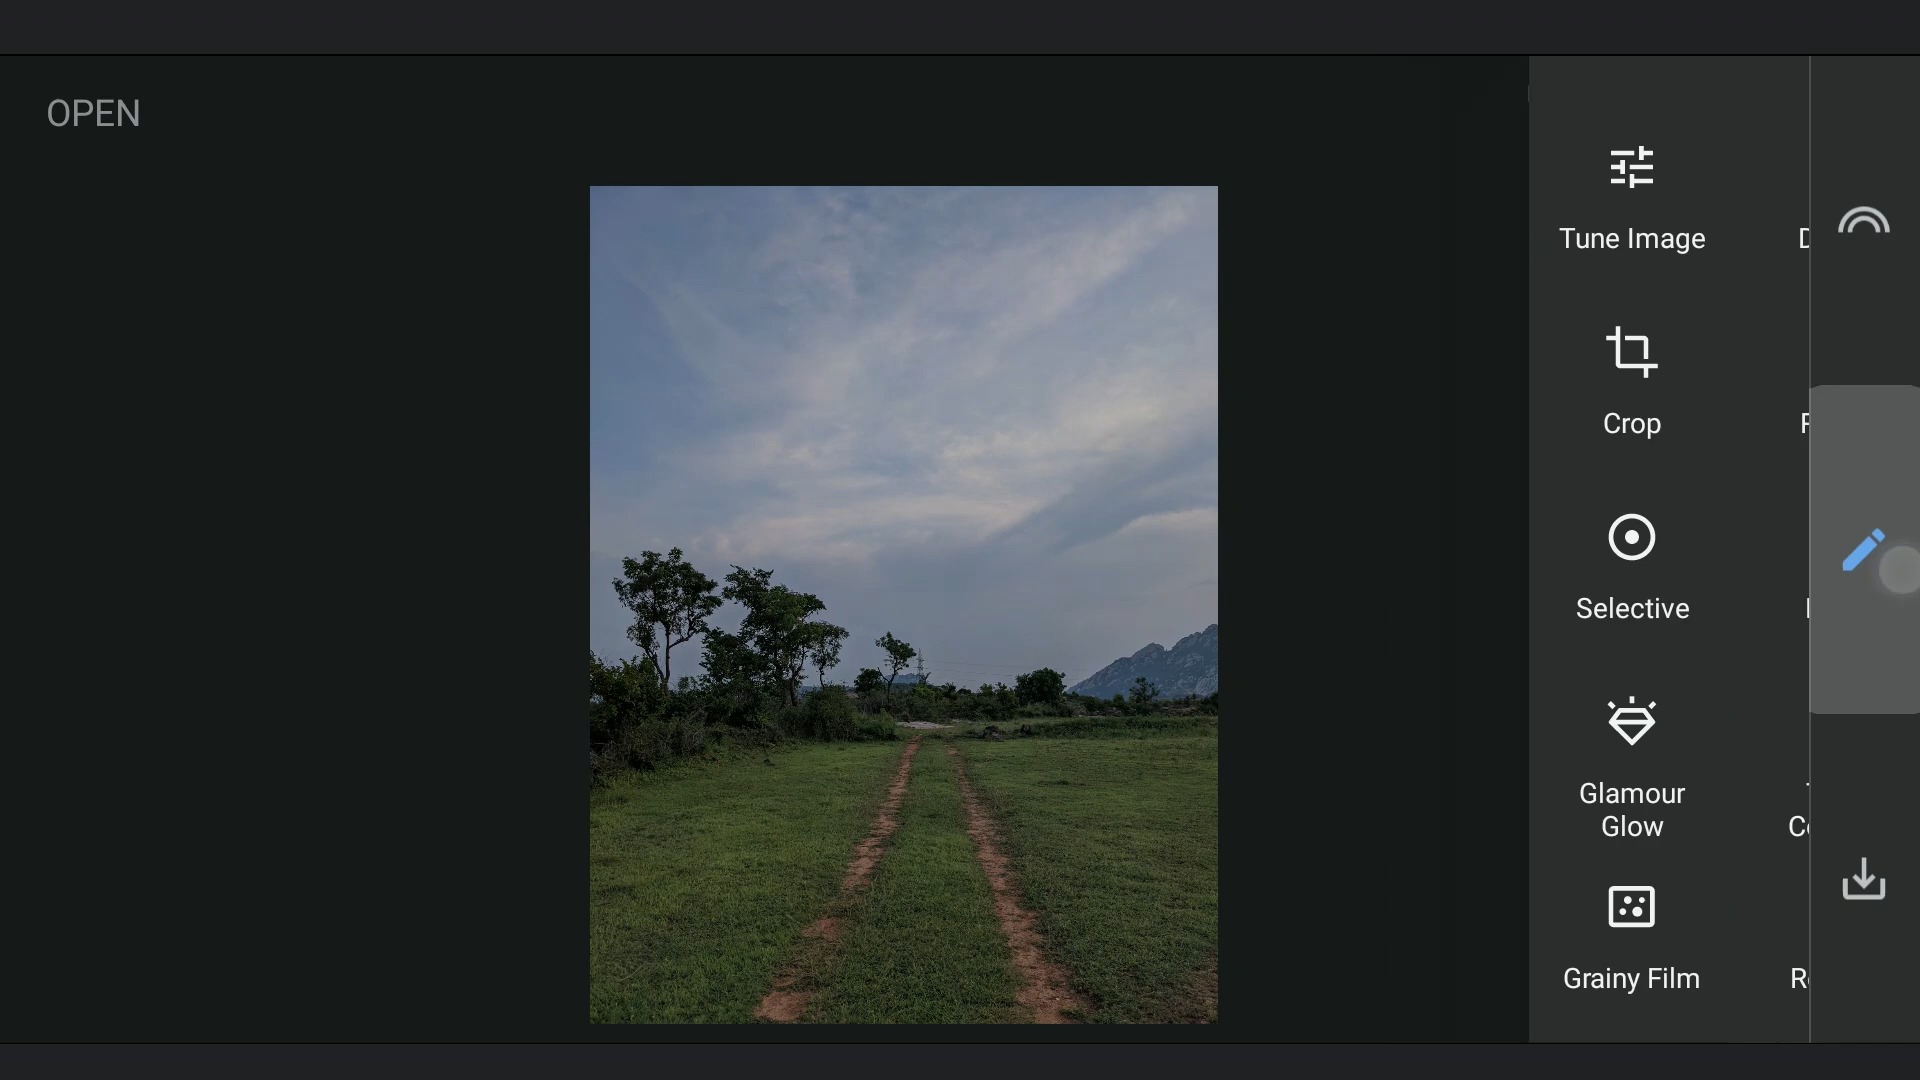 OPEN
Tune Image
Crop
Selective
Glamour
Glow
Grainy Film